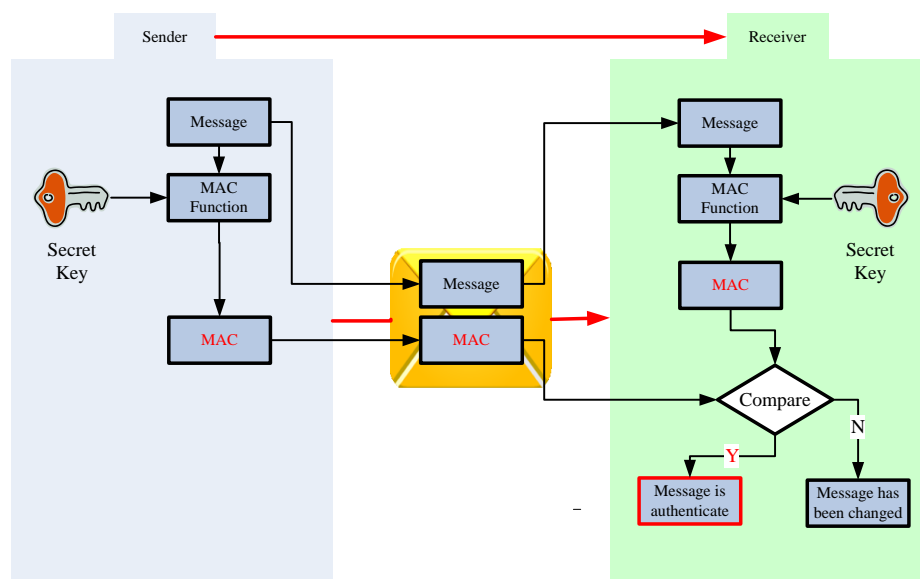 Sender
Receiver
Message
Message
MAC
Function
MAC
Function
Secret
Key
Secret
Key
Message
MAC
MAC
MAC
Compare
N
Y
Message is
authenticate
Message has
been changed